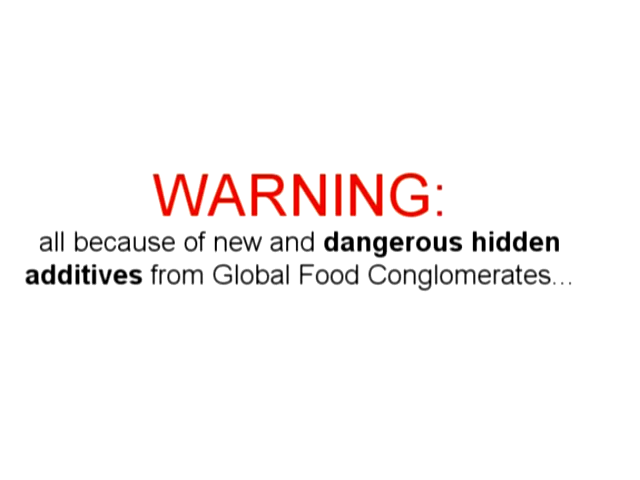 WARNING:
all because of new and dangerous hidden
additives from Global Food Conglomerates...